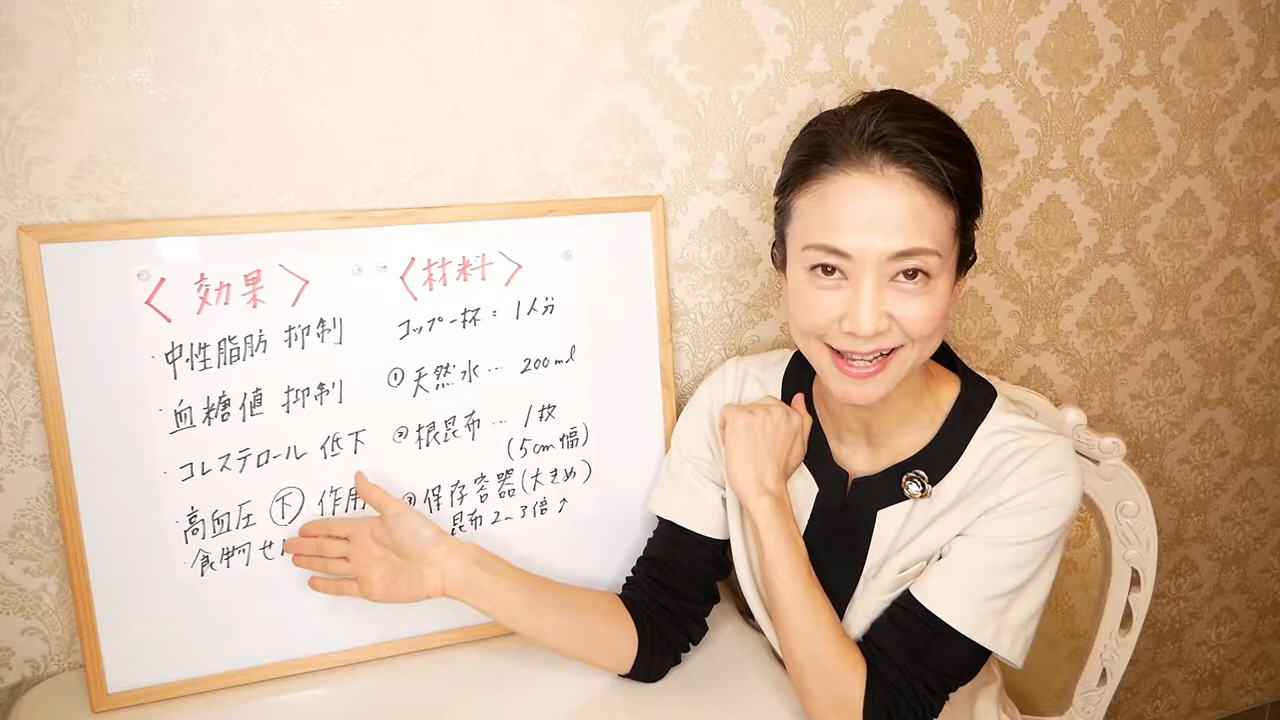 〈効果〉
・中性脂肪 抑制
・血糖値 抑制
・コレステロール 低下
・高血圧 下 作用
食物せ
〈材料〉
コップ一杯 = 1人分
① 天然水… 200ml
② 根昆布… 1枚
(5cm幅)
③ 保存容器(大きめ)
昆布2~3倍↑